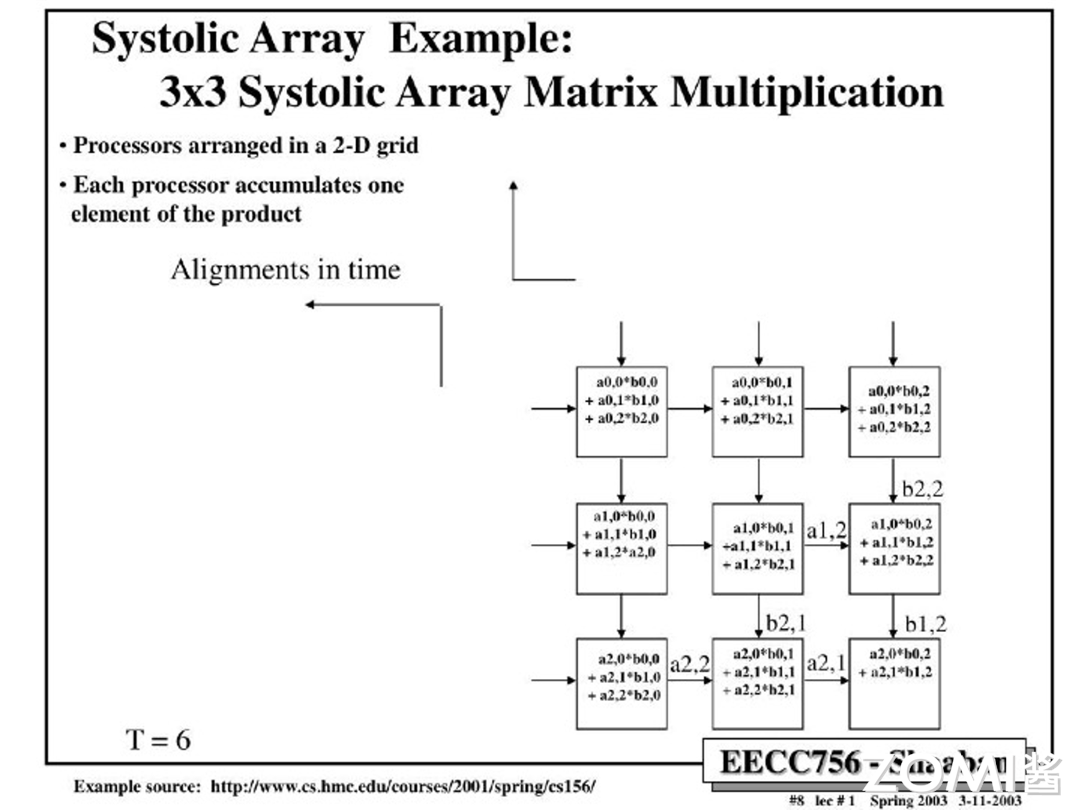 Systolic Array Example:
3x3 Systolic Array Matrix Multiplication
• Processors arranged in a 2-D grid
• Each processor accumulates one
element of the product
Alignments in time
a0,0*b0,0
+ a0,1*b1,0
+ a0,2*b2,0
a0,0*b0,1
+ a0,1*b1,1
+ a0,2*b2,1
a0,0*b0,2
+ a0,1*b1,2
+ a0,2*b2,2
b2,2
a1,0*b0,0
+ a1,1*b1,0
+ a1,2*a2,0
a1,0*b0,1
+a1,1*b1,1
+ a1,2*b2,1
a1,2
a1,0*b0,2
+ a1,1*b1,2
+ a1,2*b2,2
b2,1
b1,2
a2,0*b0,0
+ a2,1*b1,0
+ a2,2*b2,0
a2,2
a2,0*b0,1
+ a2,1*b1,1
+ a2,2*b2,1
a2,1
a2,0*b0,2
+ a2,1*b1,2
T = 6
EECC756 - Shaaban
ZOMI酱
Example source: http://www.cs.hmc.edu/courses/2001/spring/cs156/
#8 lec # 1 Spring 2003 3-11-2003